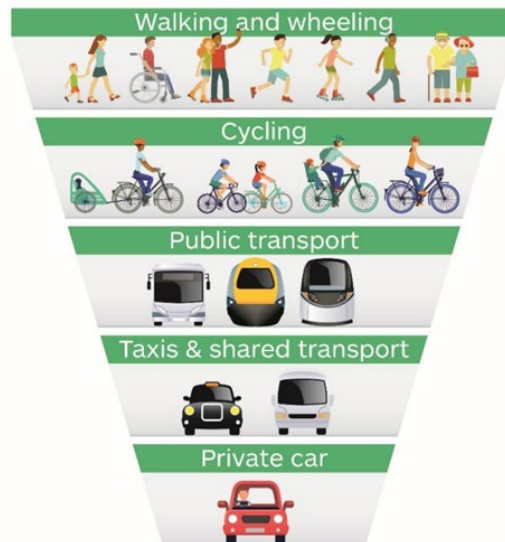 Walking and wheeling
Cycling
Public transport
Taxis & shared transport
Private car